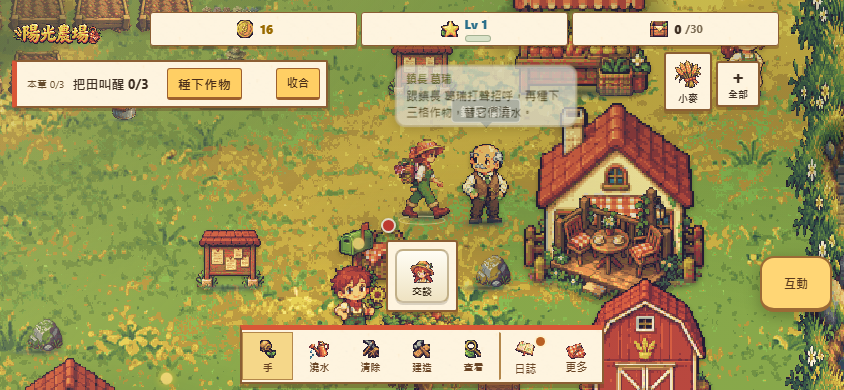 陽光農場
16
Lv 1
0 /30
本章 0/3 把田叫醒 0/3
種下作物
收合
鎮長 芭瑞
跟鎮長 芭瑞打聲招呼，再種下
三格作物，替它們澆水。
小麥
+
全部
交談
互動
手
澆水
清除
建造
查看
日誌
更多